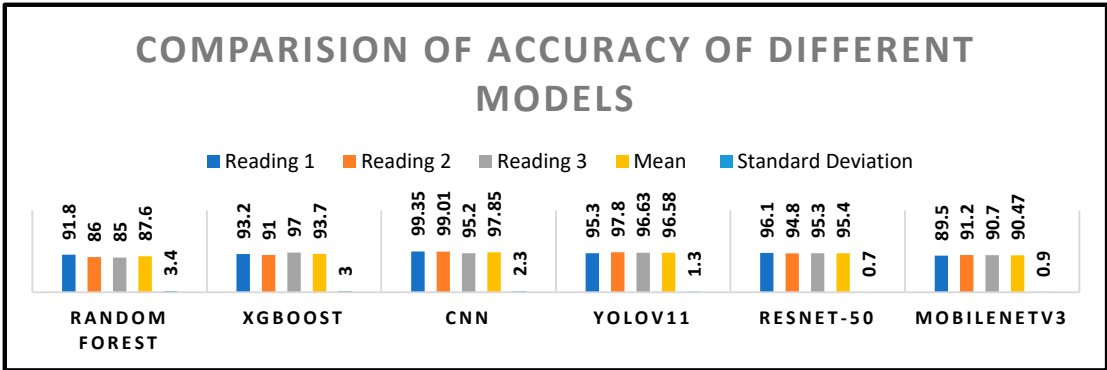 COMPARISION OF ACCURACY OF DIFFERENT
MODELS
Reading 1 Reading 2 Reading 3 Mean Standard Deviation
91.8 86 85 87.6 3.4 93.2 91 97 93.7 3 99.35 99.01 95.2 97.85 2.3 95.3 97.8 96.63 96.58 1.3 96.1 94.8 95.3 95.4 0.7 89.5 91.2 90.7 90.47 0.9
RANDOM
FOREST
XGBOOST
CNN
YOLOV11
RESNET-50
MOBILENETV3